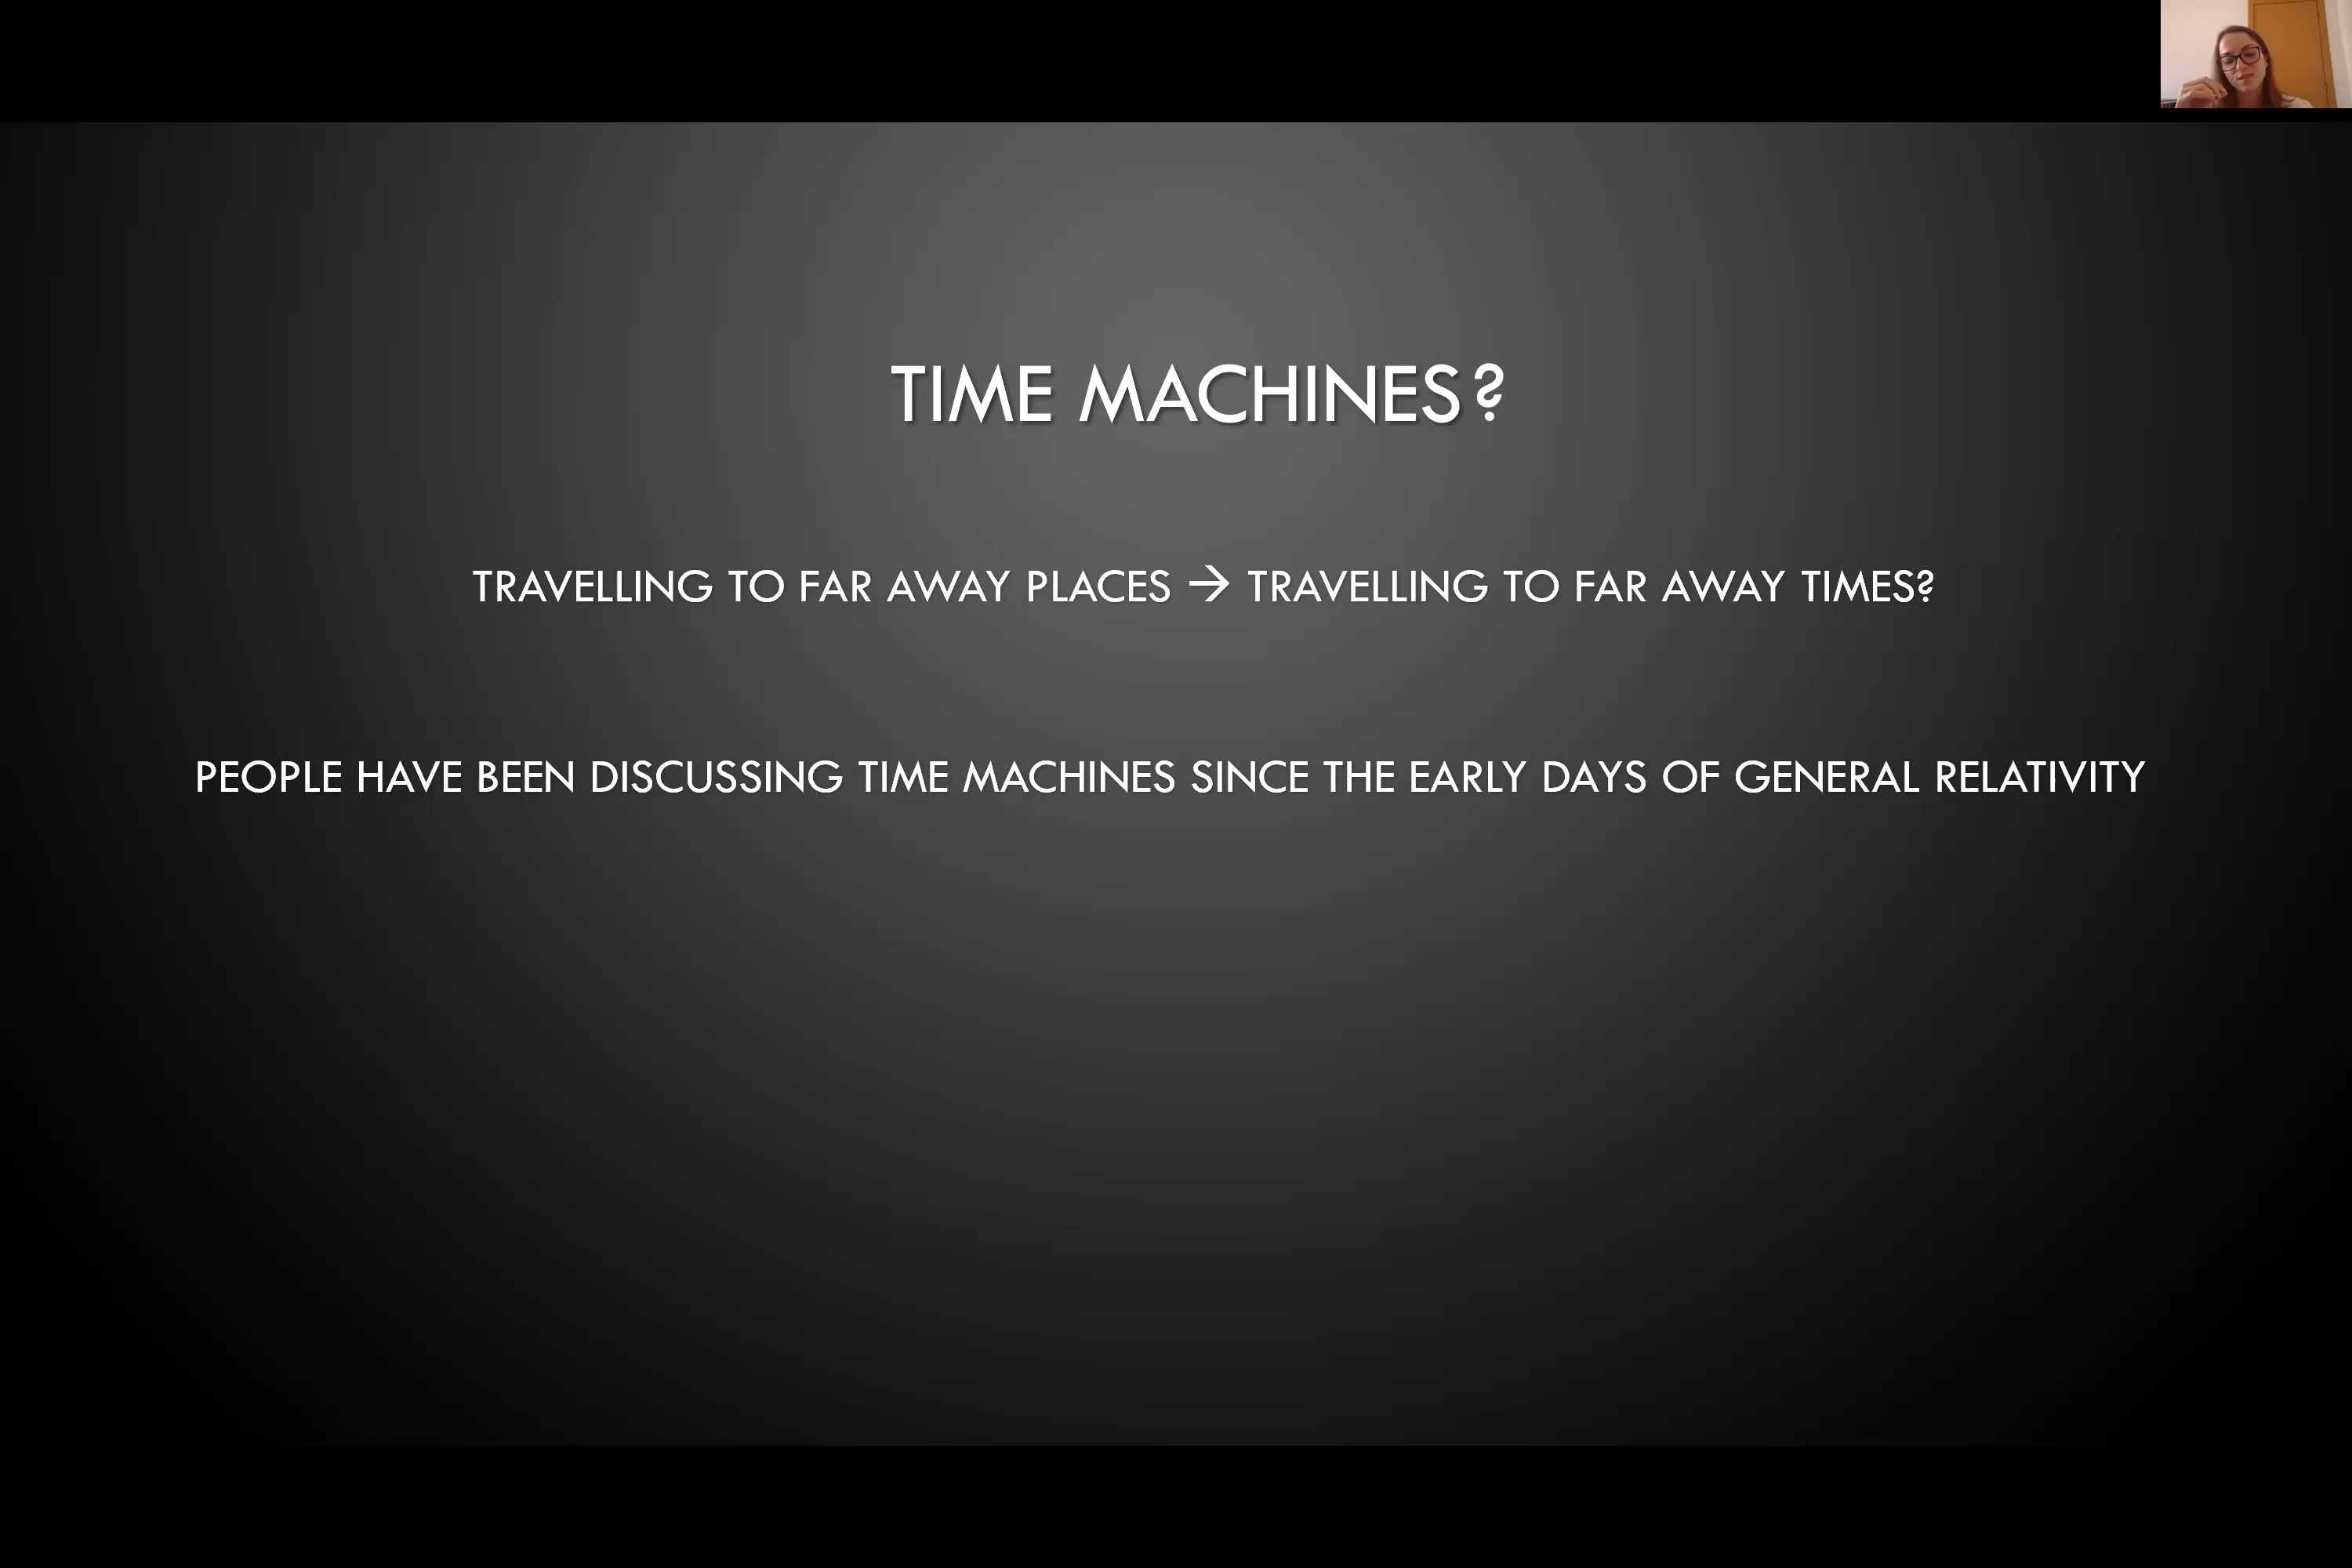 TIME MACHINES?
TRAVELLING TO FAR AWAY PLACES → TRAVELLING TO FAR AWAY TIMES?
PEOPLE HAVE BEEN DISCUSSING TIME MACHINES SINCE THE EARLY DAYS OF GENERAL RELATIVITY